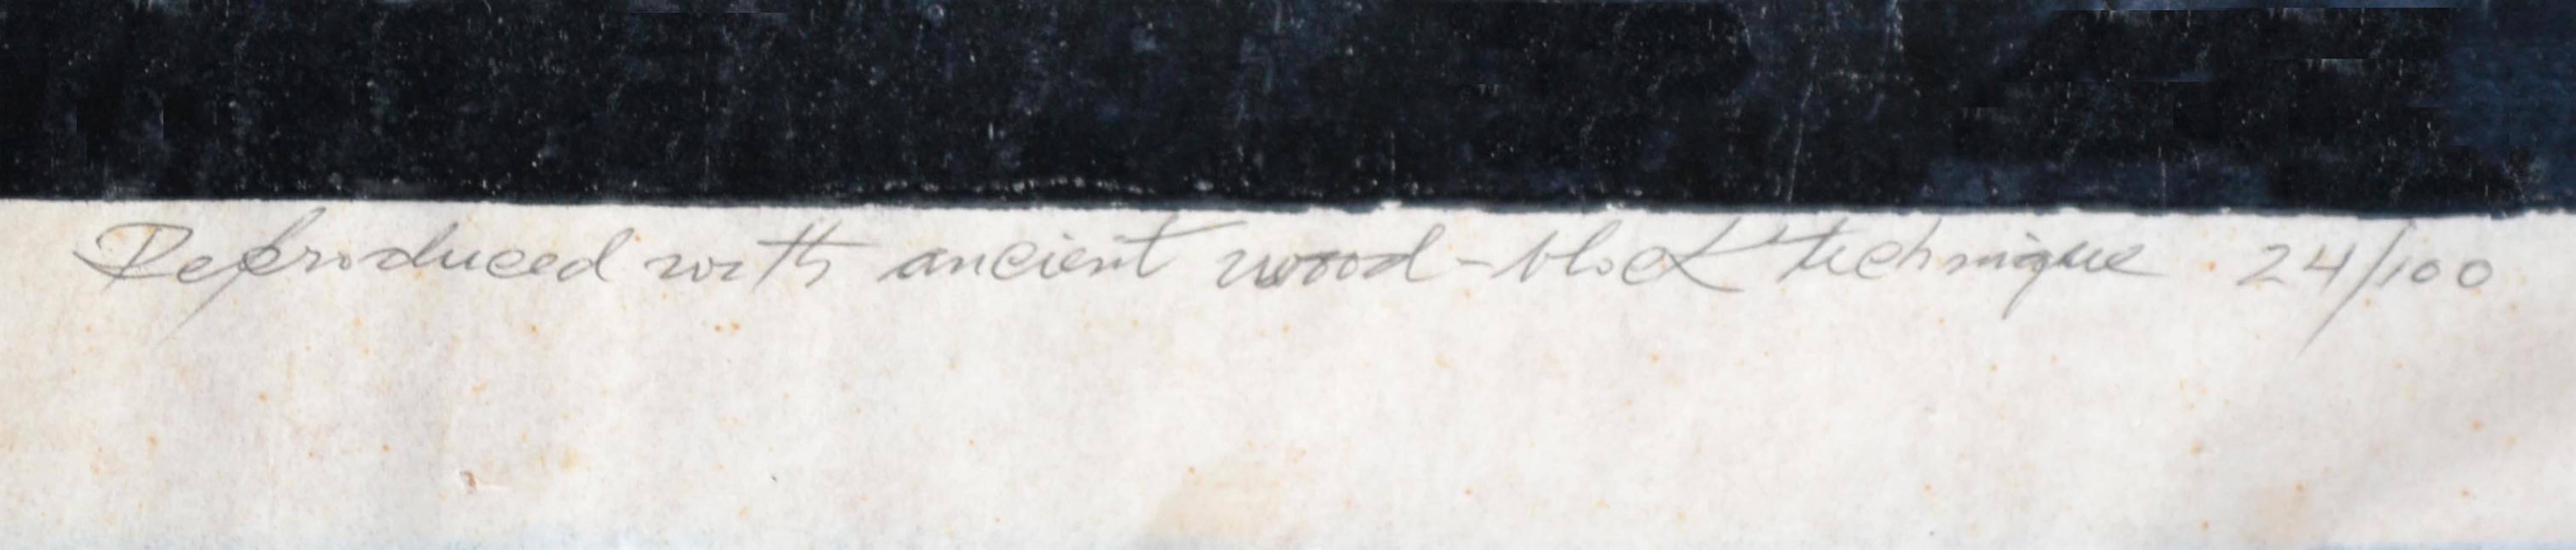 Reproduced with ancient wood-block technique 24/100